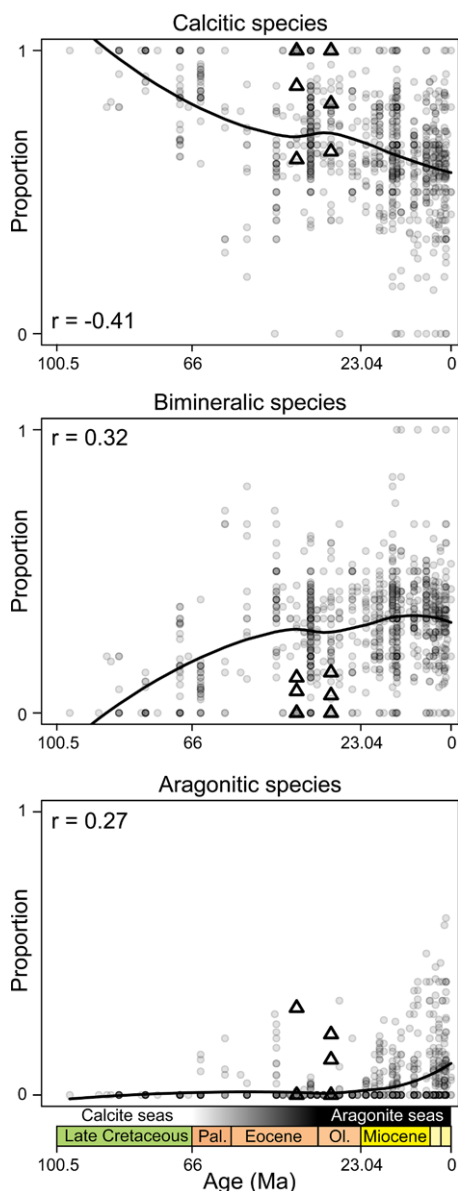 Calcitic species
1
Proportion
1
r = -0.41
100.5 66 23.04 0
Bimineralic species
1
r = 0.32
Proportion
0
100.5 66 23.04 0
Aragonitic species
1
r = 0.27
Proportion
0
Calcite seas Aragonite seas
Late Cretaceous Pal. Eocene Ol. Miocene
100.5 66 23.04 0
Age (Ma)